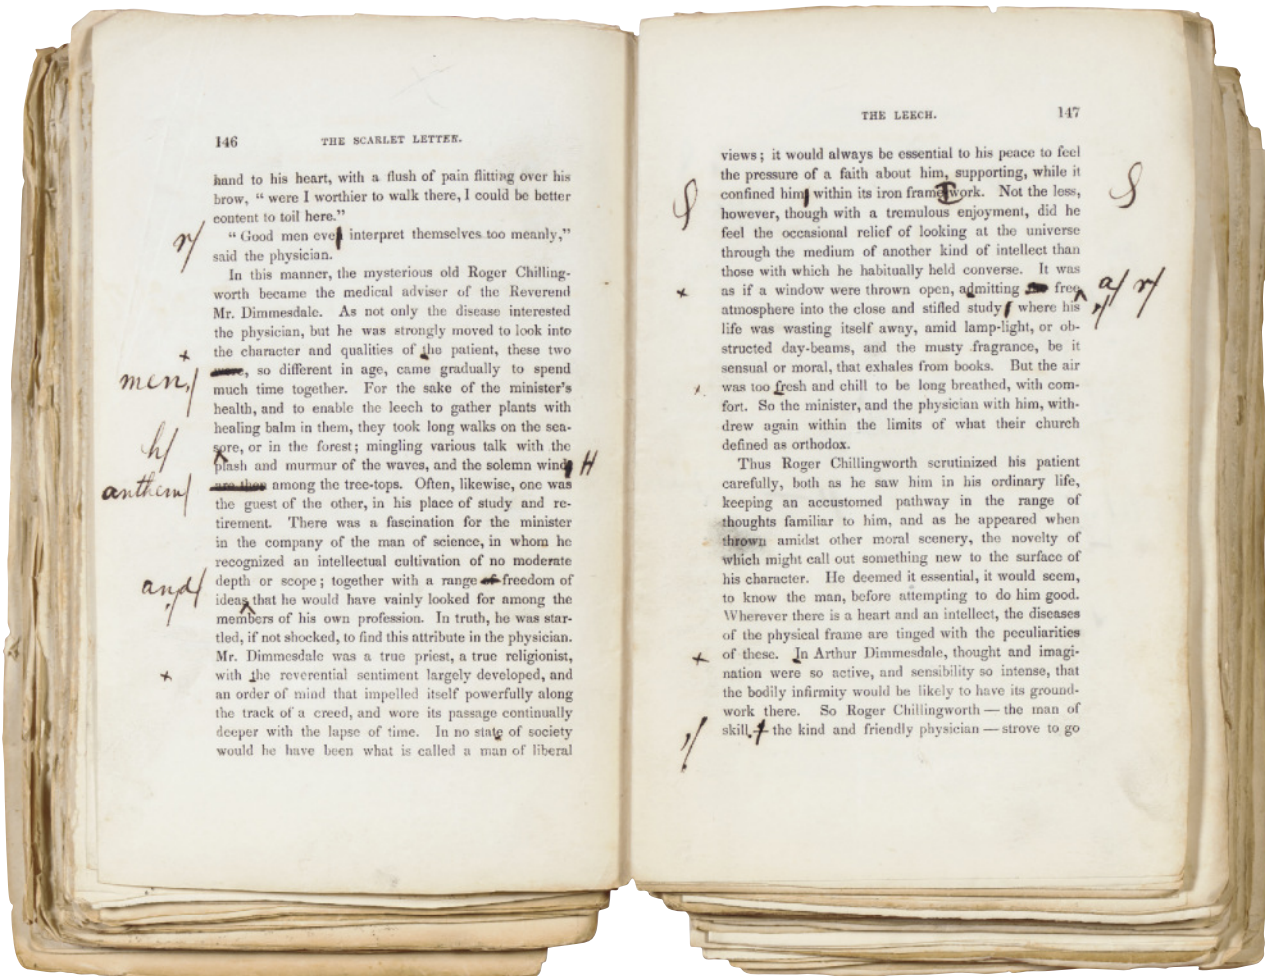 146 THE SCARLET LETTER.
hand to his heart, with a flush of pain flitting over his
brow, “ were I worthier to walk there, I could be better
content to toil here.”
r/
“ Good men eve interpret themselves too meanly,”
said the physician.
In this manner, the mysterious old Roger Chilling-
worth became the medical adviser of the Reverend
Mr. Dimmesdale. As not only the disease interested
the physician, but he was strongly moved to look into
the character and qualities of the patient, these two
men,/
, so different in age, came gradually to spend
much time together. For the sake of the minister’s
health, and to enable the leech to gather plants with
healing balm in them, they took long walks on the sea-
h/
sore, or in the forest; mingling various talk with the
plash and murmur of the waves, and the solemn wind
H
anthem/
among the tree-tops. Often, likewise, one was
the guest of the other, in his place of study and re-
tirement. There was a fascination for the minister
in the company of the man of science, in whom he
recognized an intellectual cultivation of no moderate
depth or scope; together with a range of freedom of
and/
ideas that he would have vainly looked for among the
members of his own profession. In truth, he was star-
tled, if not shocked, to find this attribute in the physician.
Mr. Dimmesdale was a true priest, a true religionist,
x
with the reverential sentiment largely developed, and
an order of mind that impelled itself powerfully along
the track of a creed, and wore its passage continually
deeper with the lapse of time. In no state of society
would he have been what is called a man of liberal
THE LEECH. 147
views; it would always be essential to his peace to feel
the pressure of a faith about him, supporting, while it
confined him within its iron frame work. Not the less,
however, though with a tremulous enjoyment, did he
feel the occasional relief of looking at the universe
through the medium of another kind of intellect than
those with which he habitually held converse. It was
x
as if a window were thrown open, admitting free
a/ r/
atmosphere into the close and stifled study where his
life was wasting itself away, amid lamp-light, or ob-
structed day-beams, and the musty fragrance, be it
sensual or moral, that exhales from books. But the air
x
was too fresh and chill to be long breathed, with com-
fort. So the minister, and the physician with him, with-
drew again within the limits of what their church
defined as orthodox.
Thus Roger Chillingworth scrutinized his patient
carefully, both as he saw him in his ordinary life,
keeping an accustomed pathway in the range of
thoughts familiar to him, and as he appeared when
thrown amidst other moral scenery, the novelty of
which might call out something new to the surface of
his character. He deemed it essential, it would seem,
to know the man, before attempting to do him good.
Wherever there is a heart and an intellect, the diseases
of the physical frame are tinged with the peculiarities
x
of these. In Arthur Dimmesdale, thought and imagi-
nation were so active, and sensibility so intense, that
the bodily infirmity would be likely to have its ground-
work there. So Roger Chillingworth — the man of
,/
skill, the kind and friendly physician — strove to go